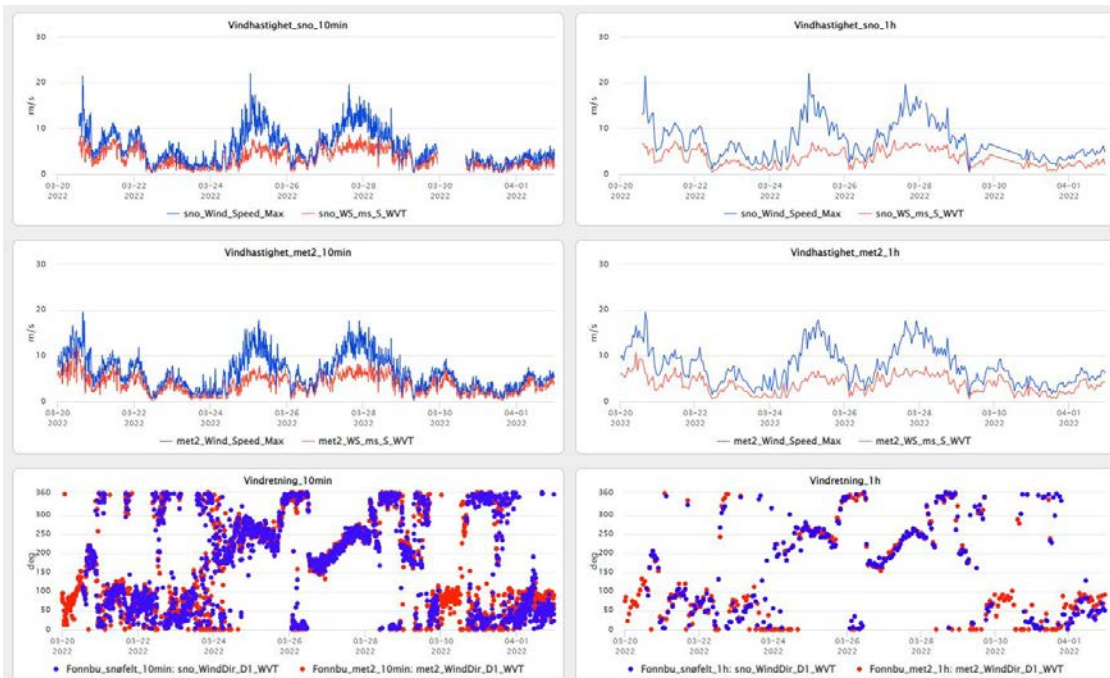 Vindhastighet_sno_10min
30
20
10
0
m/s
03-20 03-22 03-24 03-26 03-28 03-30 04-01
2022 2022 2022 2022 2022 2022 2022
sno_Wind_Speed_Max sno_WS_ms_S_WVT
Vindhastighet_sno_1h
30
20
10
0
m/s
03-20 03-22 03-24 03-26 03-28 03-30 04-01
2022 2022 2022 2022 2022 2022 2022
sno_Wind_Speed_Max sno_WS_ms_S_WVT
Vindhastighet_met2_10min
30
20
10
0
m/s
03-20 03-22 03-24 03-26 03-28 03-30 04-01
2022 2022 2022 2022 2022 2022 2022
met2_Wind_Speed_Max met2_WS_ms_S_WVT
Vindhastighet_met2_1h
30
20
10
0
m/s
03-20 03-22 03-24 03-26 03-28 03-30 04-01
2022 2022 2022 2022 2022 2022 2022
met2_Wind_Speed_Max met2_WS_ms_S_WVT
Vindretning_10min
360
300
250
200
150
100
50
0
deg
03-20 03-22 03-24 03-26 03-28 03-30 04-01
2022 2022 2022 2022 2022 2022 2022
Fonnbu_snøfelt_10min: sno_WindDir_D1_WVT Fonnbu_met2_10min: met2_WindDir_D1_WVT
Vindretning_1h
360
300
250
200
150
100
50
0
deg
03-20 03-22 03-24 03-26 03-28 03-30 04-01
2022 2022 2022 2022 2022 2022 2022
Fonnbu_snøfelt_1h: sno_WindDir_D1_WVT Fonnbu_met2_1h: met2_WindDir_D1_WVT